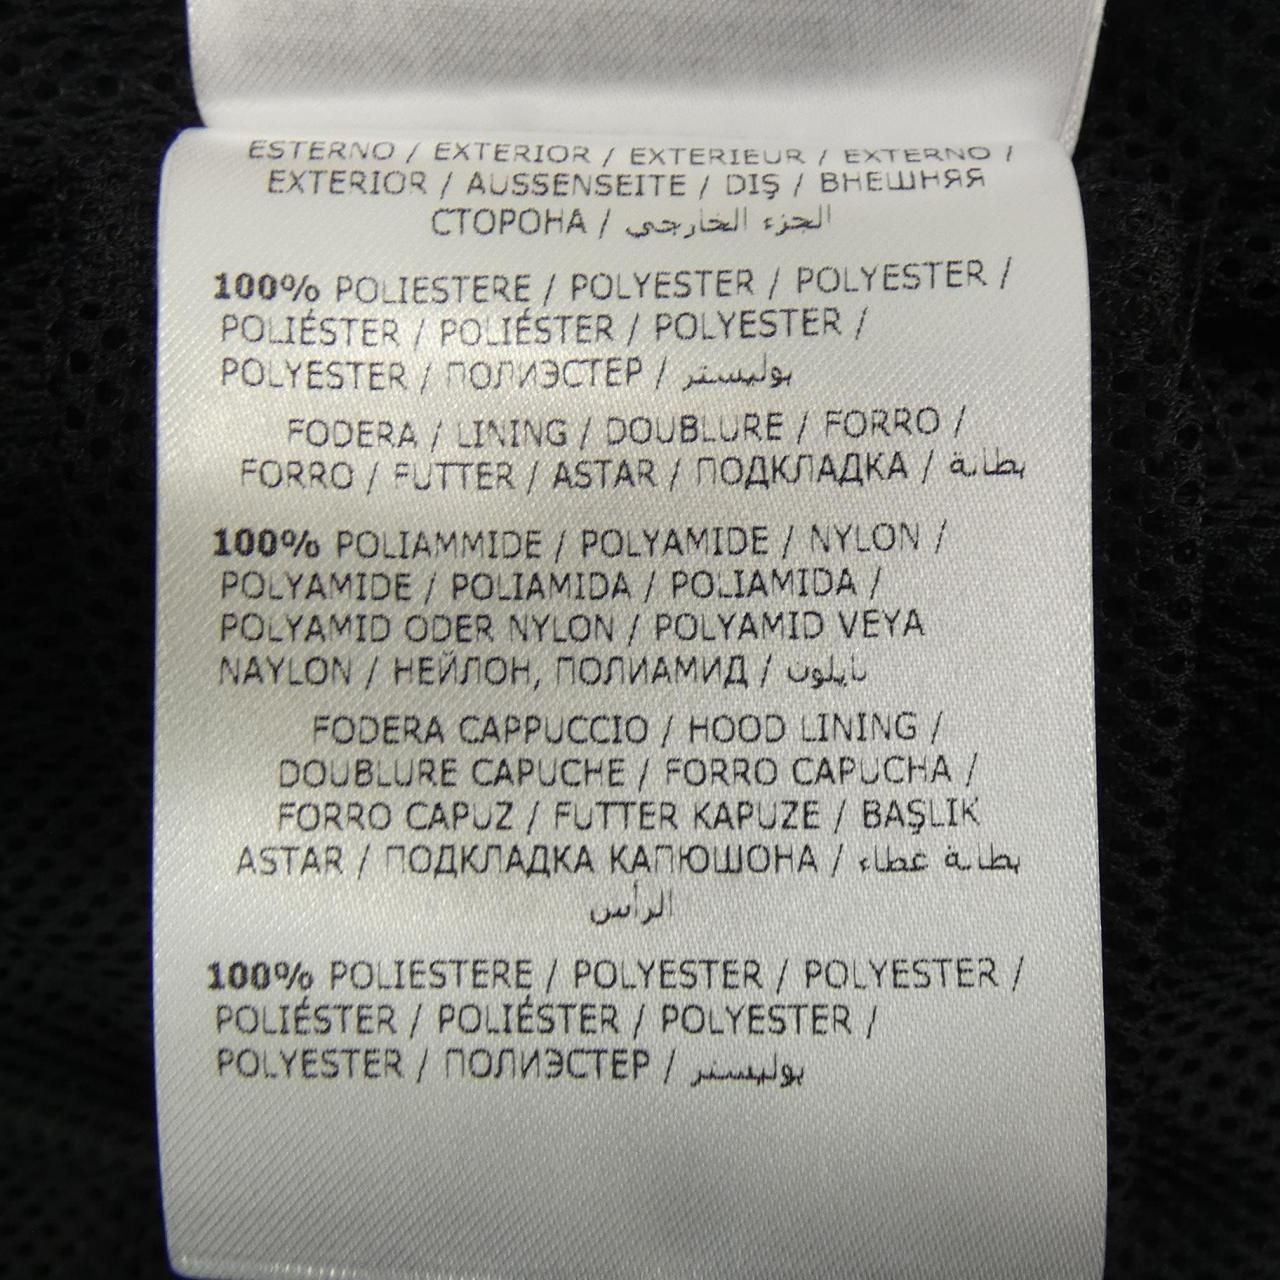 ESTERNO / EXTERIOR / EXTERIEUR / EXTERNO /
EXTERIOR / AUSSENSEITE / DIŞ / ВНЕШНЯЯ
СТОРОНА / الجزء الخارجي
100% POLIESTERE / POLYESTER / POLYESTER /
POLIÉSTER / POLIÉSTER / POLYESTER /
POLYESTER / ПОЛИЭСТЕР / بوليستر
FODERA / LINING / DOUBLURE / FORRO /
FORRO / FUTTER / ASTAR / ПОДКЛАДКА / بطانة
100% POLIAMMIDE / POLYAMIDE / NYLON /
POLYAMIDE / POLIAMIDA / POLIAMIDA /
POLYAMID ODER NYLON / POLYAMID VEYA
NAYLON / НЕЙЛОН, ПОЛИАМИД / نايلون
FODERA CAPPUCCIO / HOOD LINING /
DOUBLURE CAPUCHE / FORRO CAPUCHA /
FORRO CAPUZ / FUTTER KAPUZE / BAŞLIK
ASTAR / ПОДКЛАДКА КАПЮШОНА / بطانة غطاء
الرأس
100% POLIESTERE / POLYESTER / POLYESTER /
POLIÉSTER / POLIÉSTER / POLYESTER /
POLYESTER / ПОЛИЭСТЕР / بوليستر